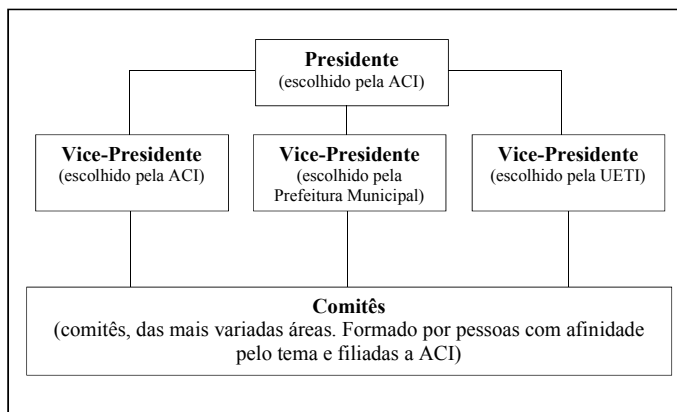 Presidente
(escolhido pela ACI)
Vice-Presidente
(escolhido pela ACI)
Vice-Presidente
(escolhido pela
Prefeitura Municipal)
Vice-Presidente
(escolhido pela UETI)
Comitês
(comitês, das mais variadas áreas. Formado por pessoas com afinidade
pelo tema e filiadas a ACI)